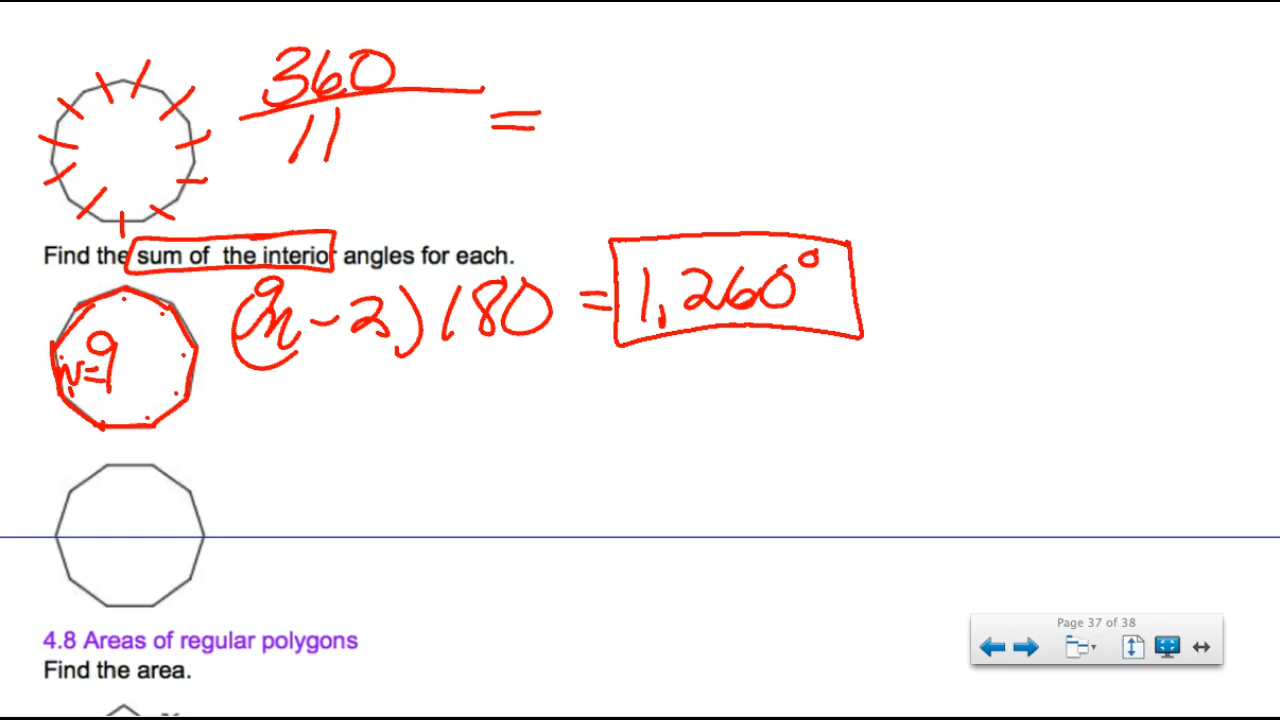 360
11 =
Find the sum of the interior angles for each.
(n - 2) 180 = 1,260°
9
n=9
4.8 Areas of regular polygons
Find the area.
Page 37 of 38